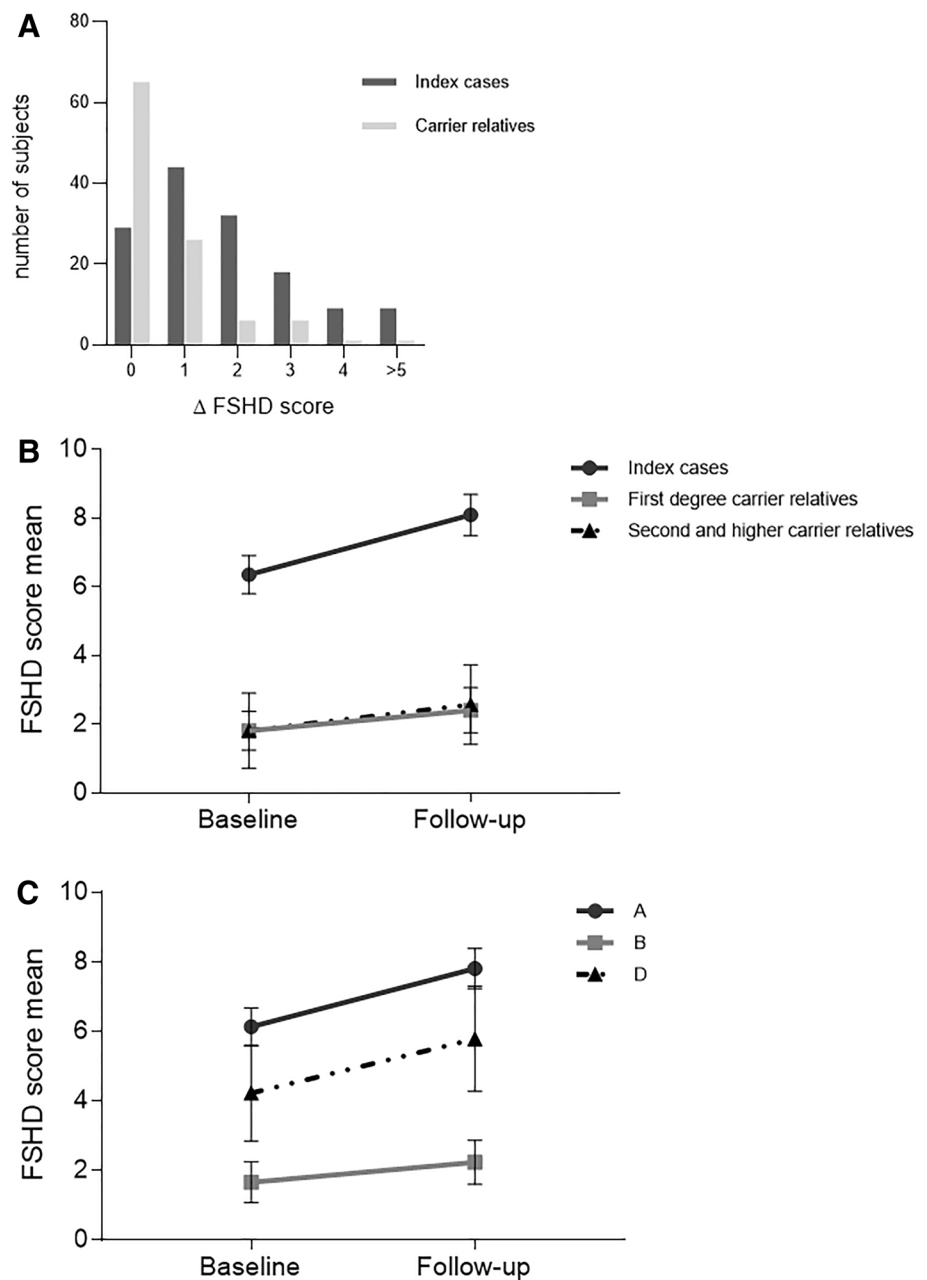 A
80
60
40
20
0
number of subjects
Index cases
Carrier relatives
0 1 2 3 4 >5
Δ FSHD score
B
10
8
6
4
2
0
FSHD score mean
Index cases
First degree carrier relatives
Second and higher carrier relatives
Baseline Follow-up
C
10
8
6
4
2
0
FSHD score mean
A
B
D
Baseline Follow-up